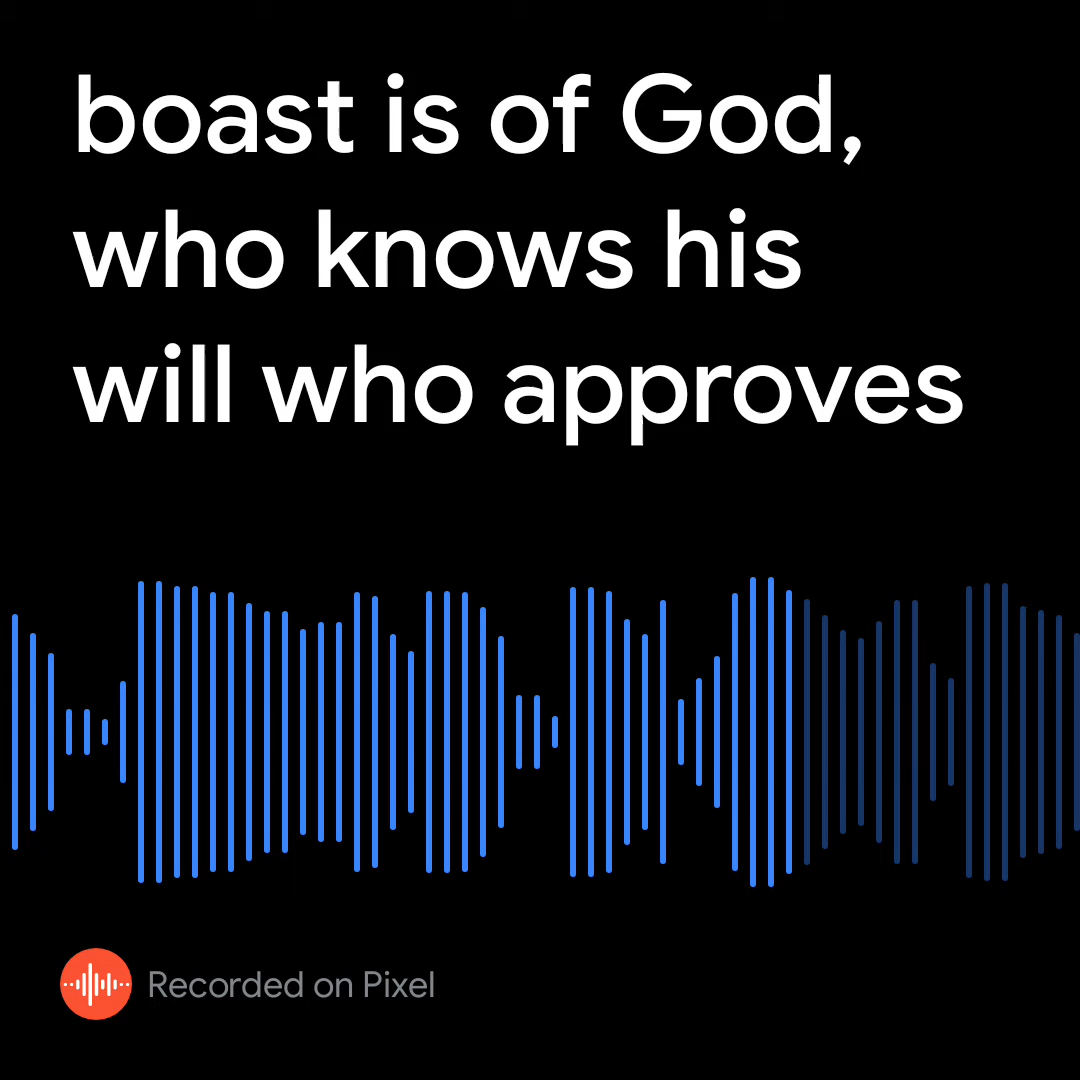 boast is of God,
who knows his
will who approves
Recorded on Pixel